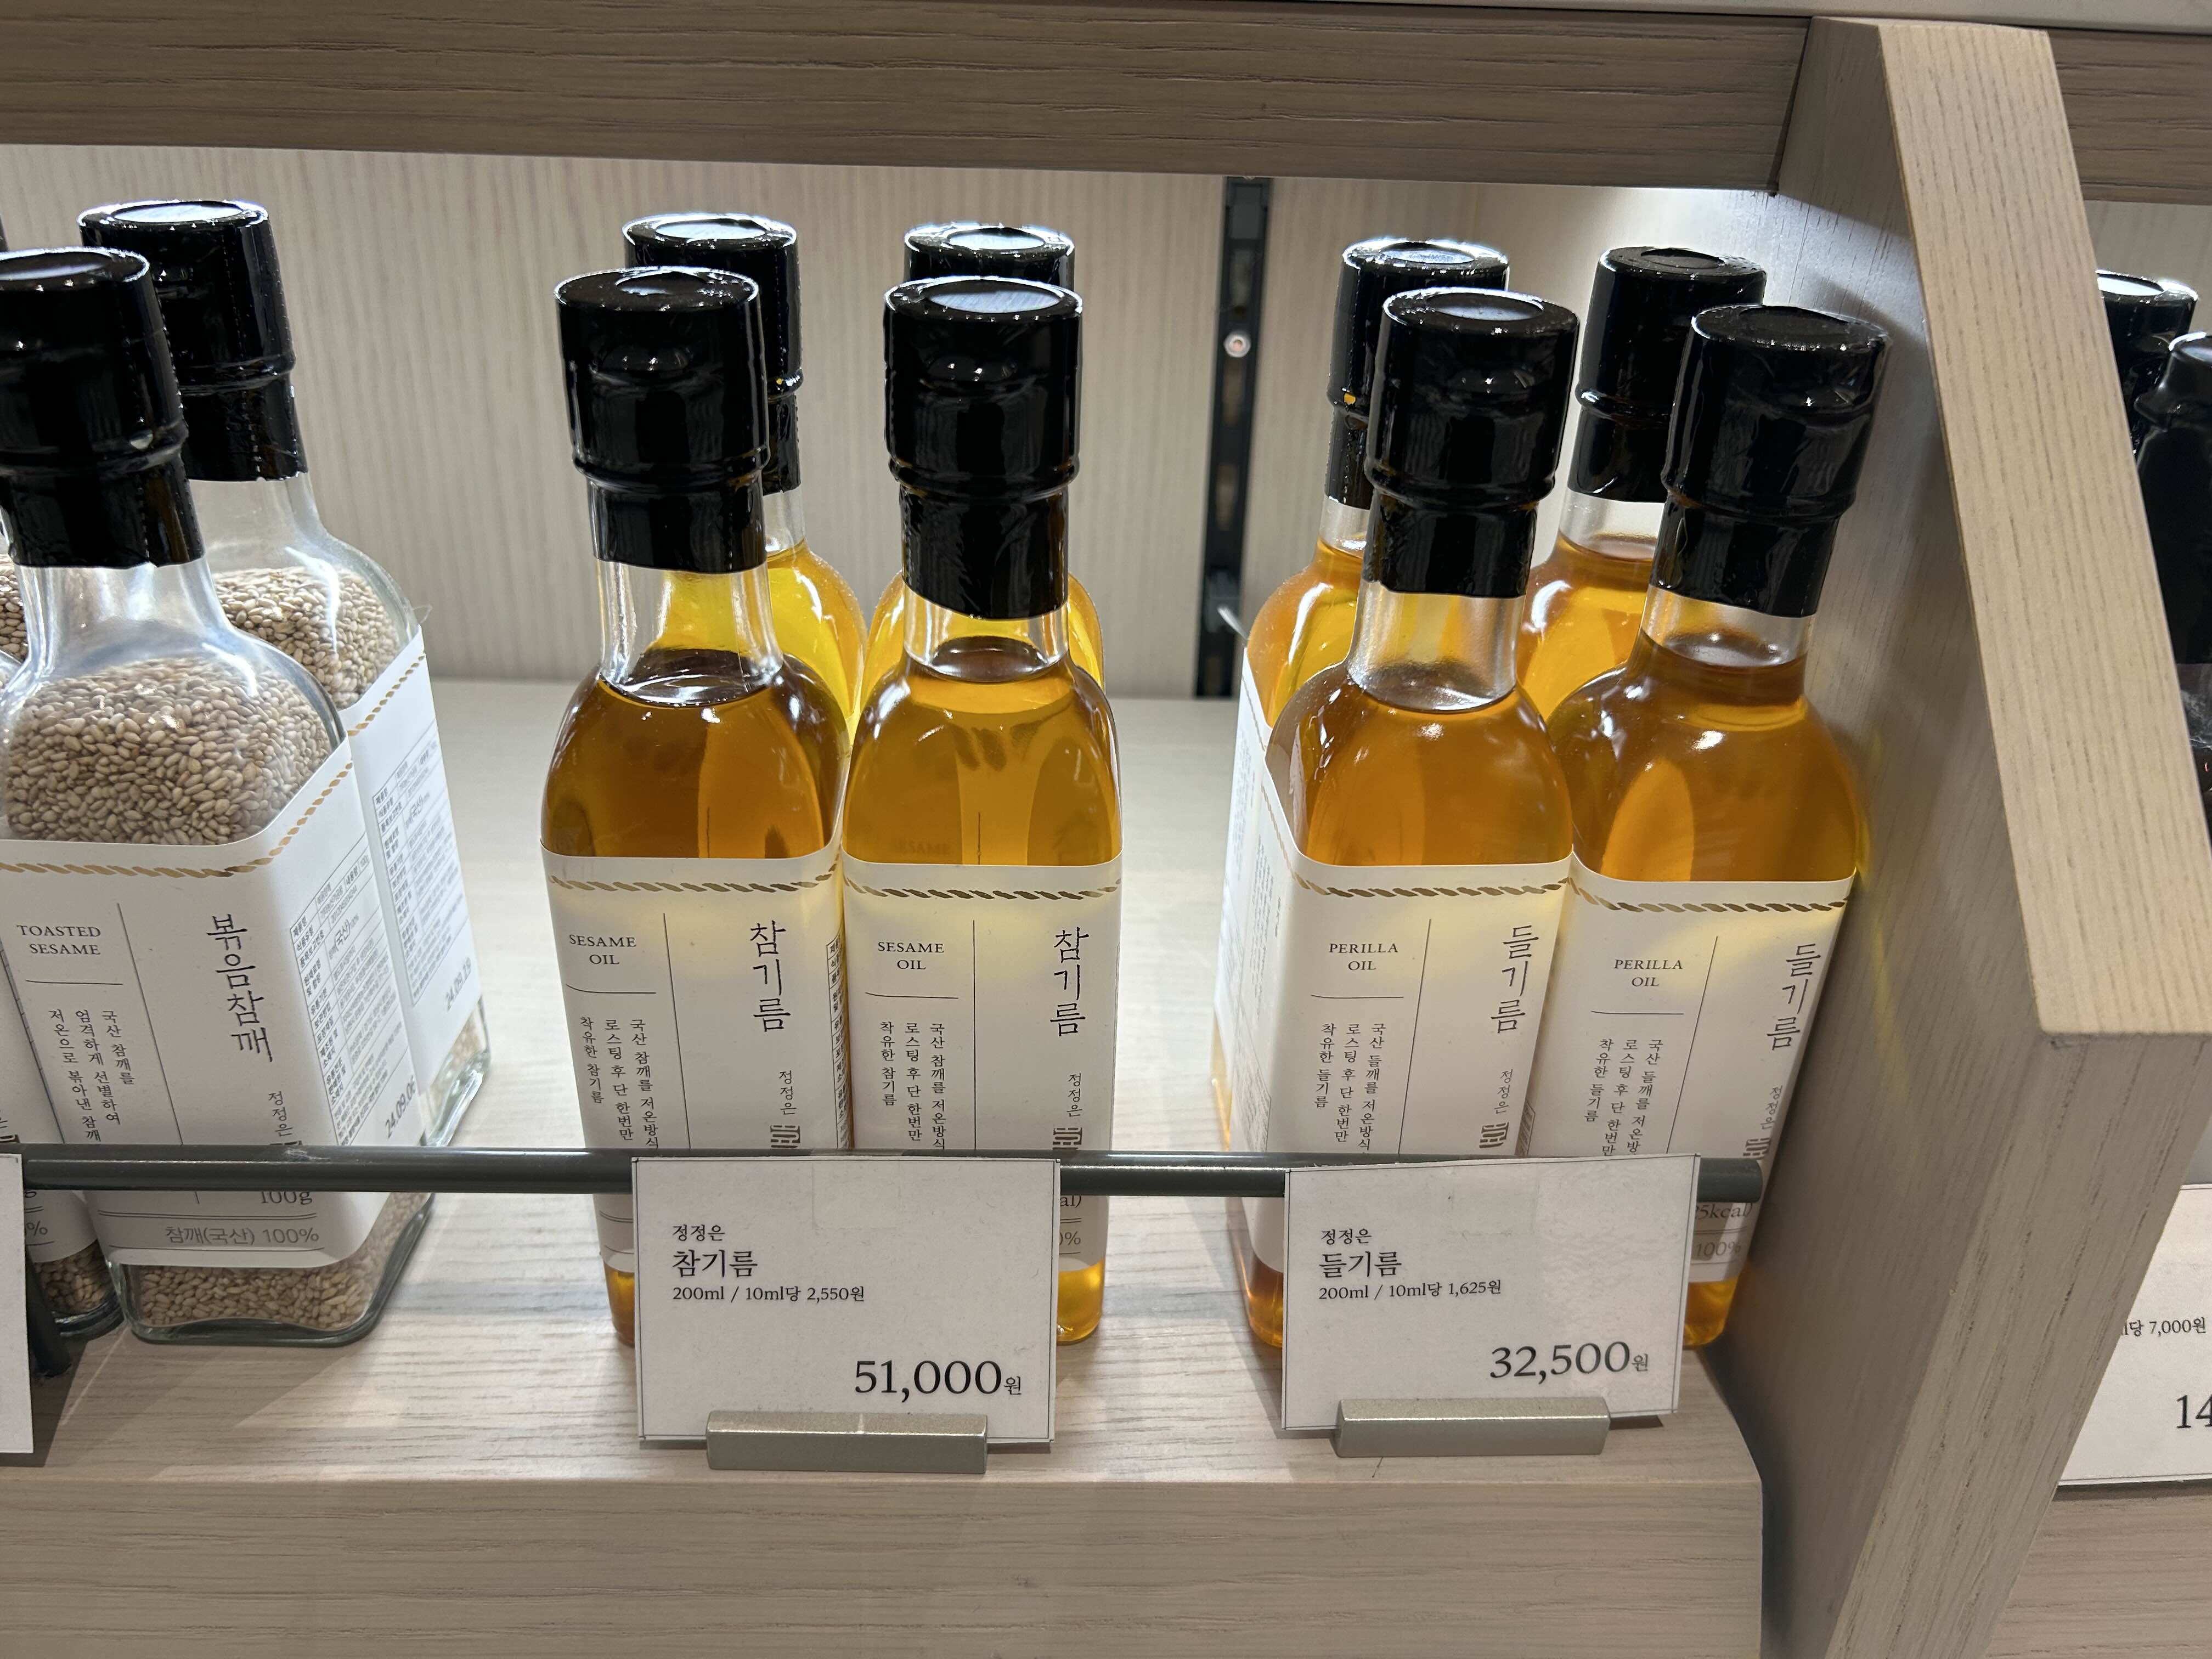 TOASTED
SESAME
볶음참깨
국산 참깨를
엄격하게 선별하여
저온으로 볶아낸 참깨
정정은
24.09.0
100g
참깨(국산) 100%
SESAME
OIL
참기름
국산 참깨를 저온방식
로스팅 후 단 한번만
착유한 참기름
정정은
SESAME
OIL
참기름
국산 참깨를 저온방식
로스팅 후 단 한번만
착유한 참기름
정정은
PERILLA
OIL
들기름
국산 들깨를 저온방식
로스팅 후 단 한번만
착유한 들기름
정정은
PERILLA
OIL
들기름
국산 들깨를 저온방
로스팅 후 단 한번만
착유한 들기름
정정은
5kcal)
100%
정정은
참기름
200ml / 10ml당 2,550원
51,000원
정정은
들기름
200ml / 10ml당 1,625원
32,500원
당 7,000원
14